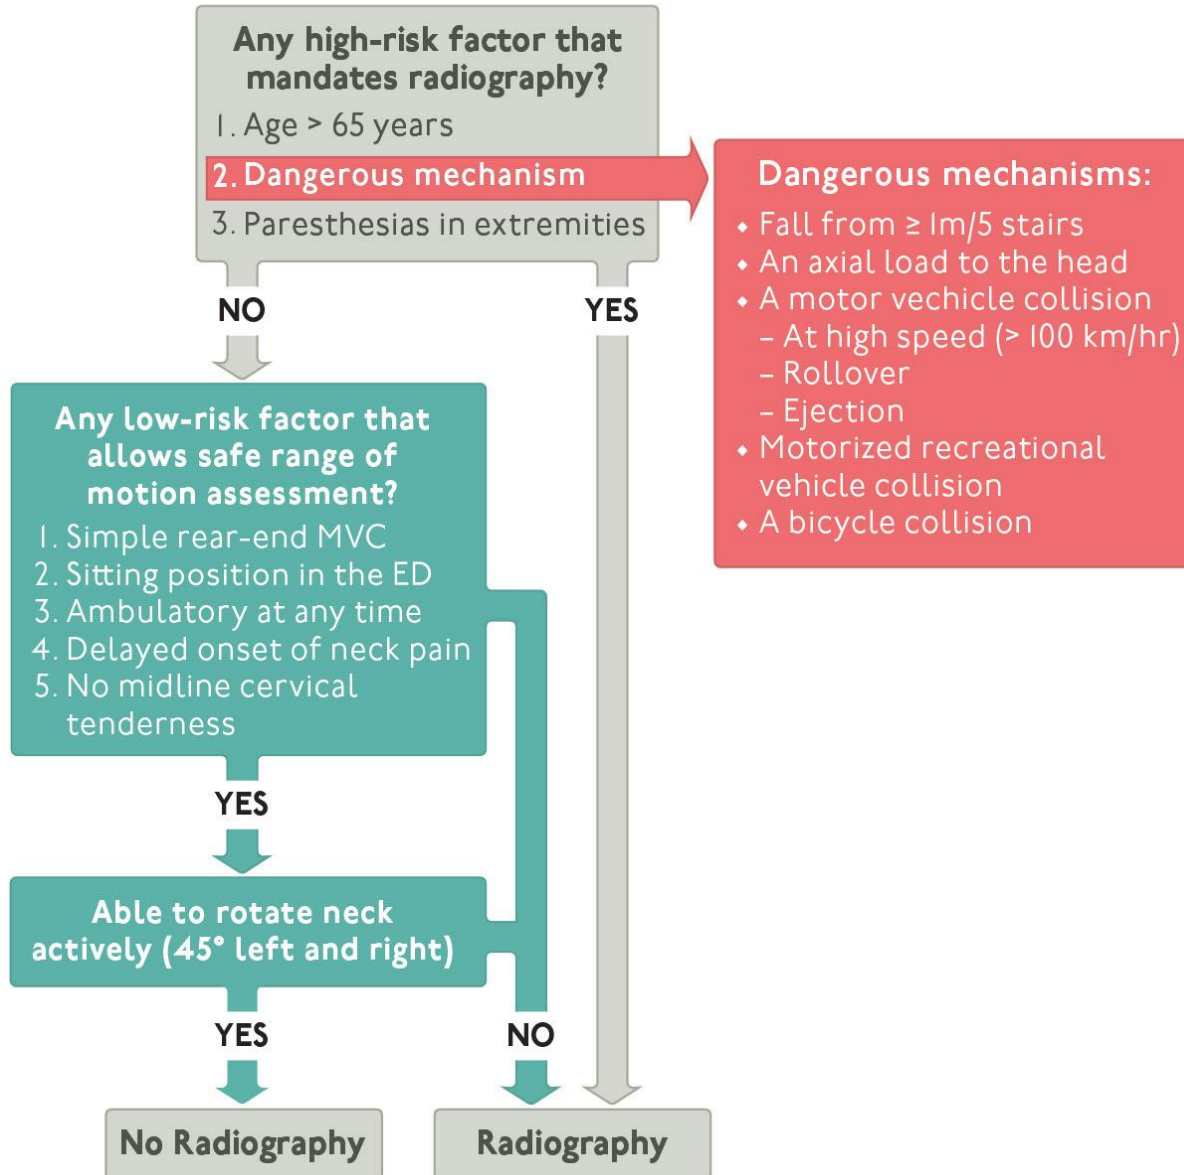 Any high-risk factor that
mandates radiography?
1. Age > 65 years
2. Dangerous mechanism
3. Paresthesias in extremities
Dangerous mechanisms:
⬥ Fall from ≥ 1m/5 stairs
⬥ An axial load to the head
⬥ A motor vechicle collision
– At high speed (> 100 km/hr)
– Rollover
– Ejection
⬥ Motorized recreational
vehicle collision
⬥ A bicycle collision
NO
YES
Any low-risk factor that
allows safe range of
motion assessment?
1. Simple rear-end MVC
2. Sitting position in the ED
3. Ambulatory at any time
4. Delayed onset of neck pain
5. No midline cervical
tenderness
YES
Able to rotate neck
actively (45° left and right)
YES
NO
No Radiography
Radiography